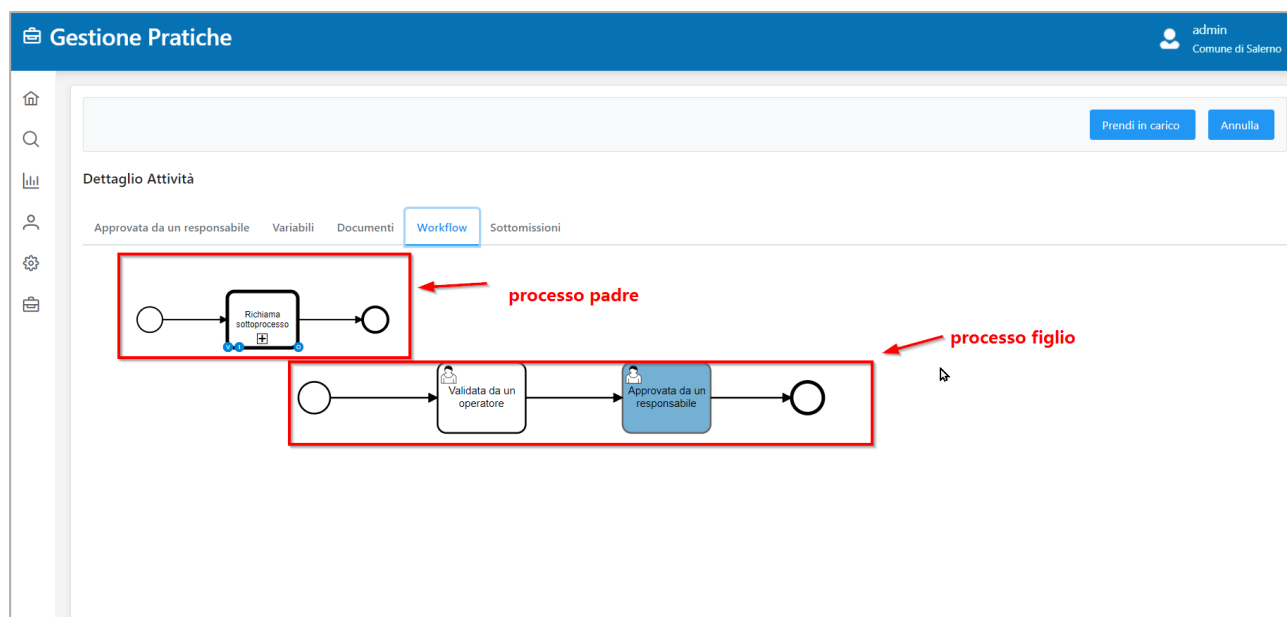 Gestione Pratiche
admin
Comune di Salerno
Prendi in carico
Annulla
Dettaglio Attività
Approvata da un responsabile
Variabili
Documenti
Workflow
Sottomissioni
processo padre
Richiama
sottoprocesso
V I O
processo figlio
Validata da un
operatore
Approvata da un
responsabile